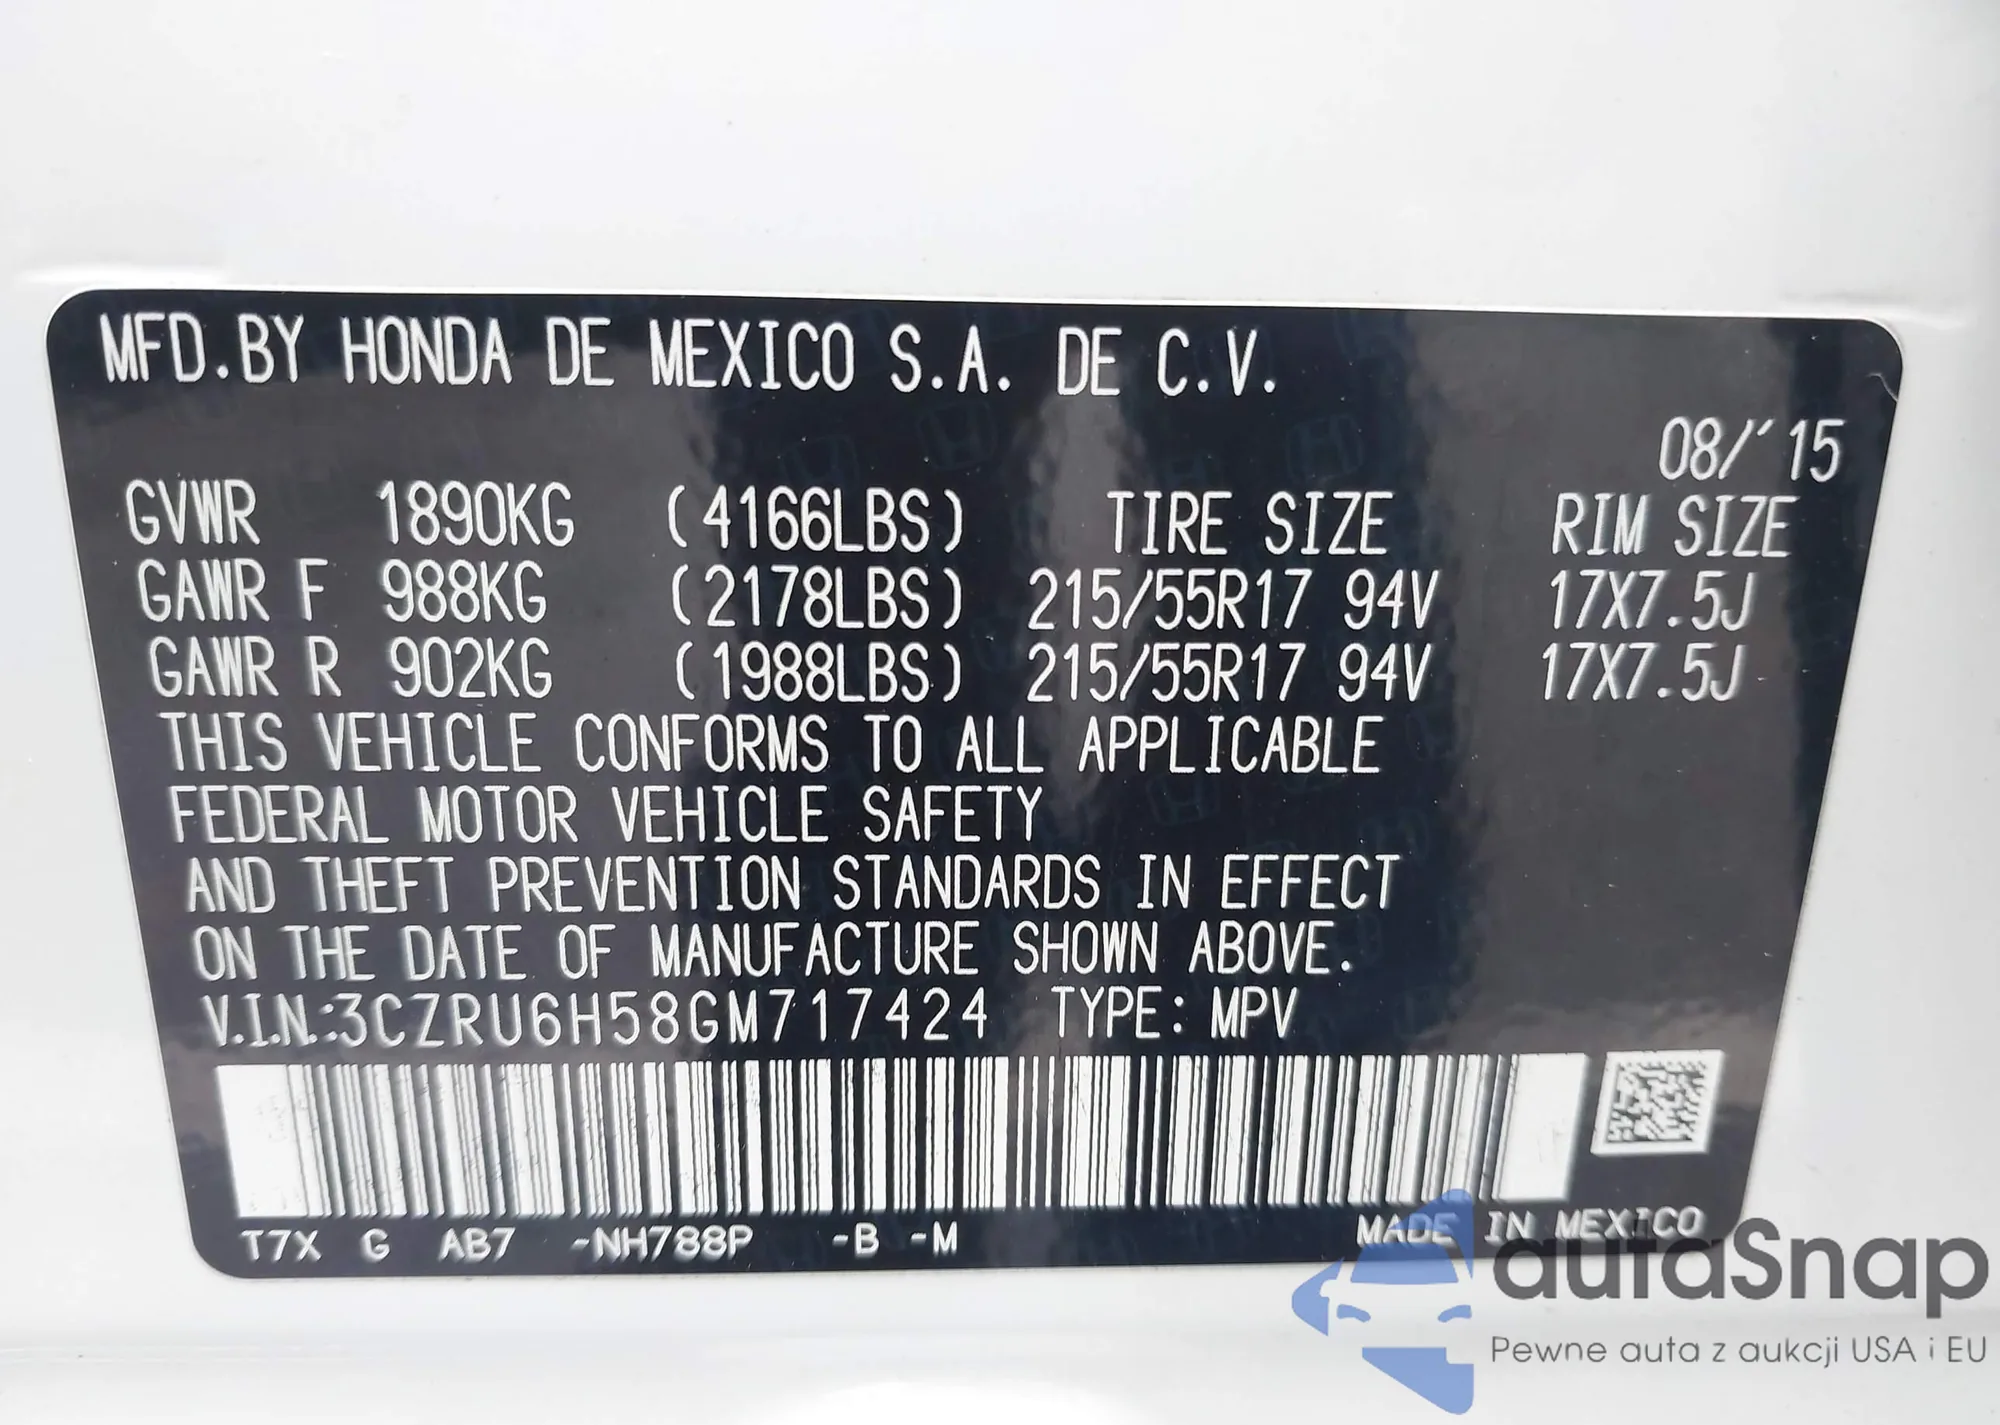 MFD.BY HONDA DE MEXICO S.A. DE C.V.
08/'15
GVWR 1890KG (4166LBS) TIRE SIZE RIM SIZE
GAWR F 988KG (2178LBS) 215/55R17 94V 17X7.5J
GAWR R 902KG (1988LBS) 215/55R17 94V 17X7.5J
THIS VEHICLE CONFORMS TO ALL APPLICABLE
FEDERAL MOTOR VEHICLE SAFETY
AND THEFT PREVENTION STANDARDS IN EFFECT
ON THE DATE OF MANUFACTURE SHOWN ABOVE.
V.I.N.:3CZRU6H58GM717424 TYPE: MPV
T7X G AB7 -NH788P -B -M MADE IN MEXICO
autaSnap
Pewne auta z aukcji USA i EU